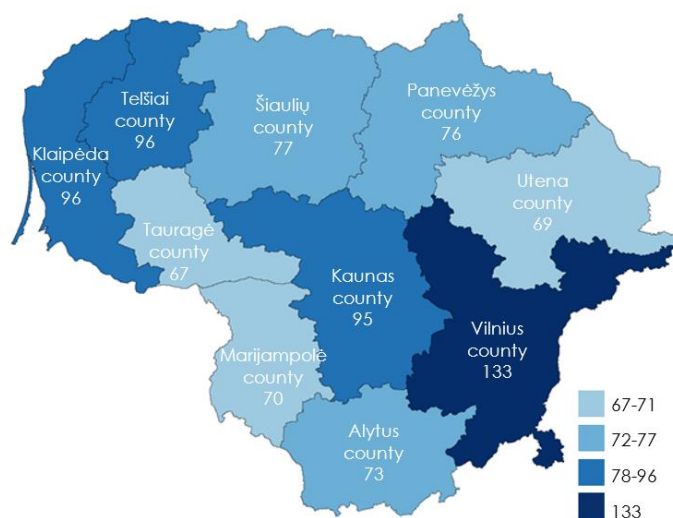 Telšiai
county
96
Šiaulių
county
77
Panevėžys
county
76
Klaipėda
county
96
Utena
county
69
Tauragė
county
67
Kaunas
county
95
Vilnius
county
133
Marijampolė
county
70
Alytus
county
73
67-71
72-77
78-96
133